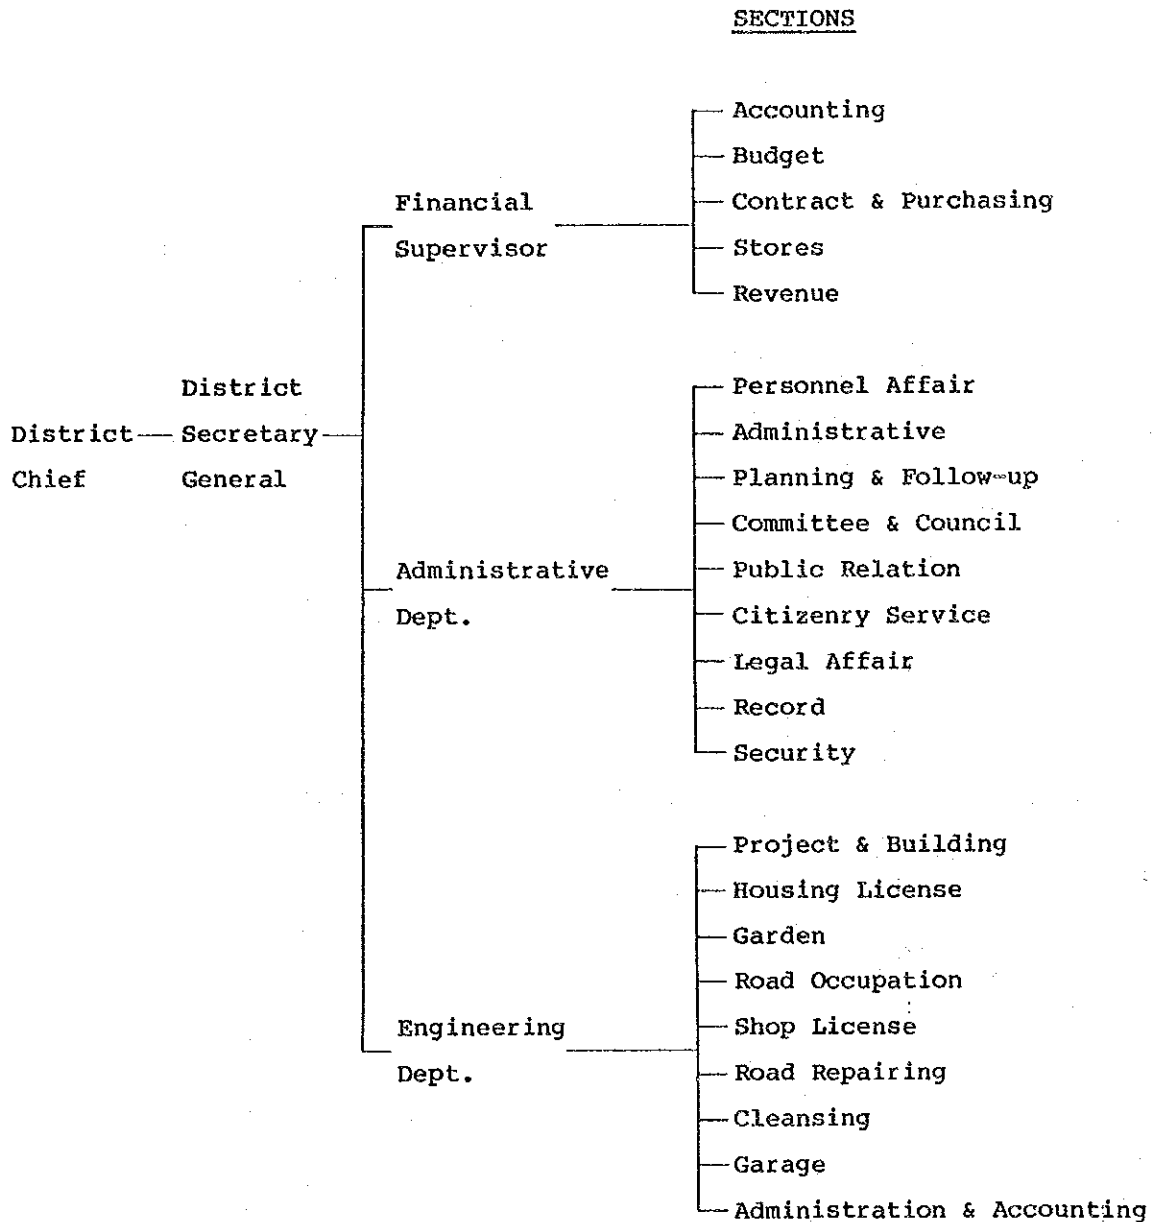 SECTIONS
Accounting
Budget
Financial
Supervisor
Contract & Purchasing
Stores
Revenue
District
Chief
District
Secretary
General
Personnel Affair
Administrative
Planning & Follow-up
Committee & Council
Administrative
Dept.
Public Relation
Citizenry Service
Legal Affair
Record
Security
Project & Building
Housing License
Garden
Road Occupation
Engineering
Dept.
Shop License
Road Repairing
Cleansing
Garage
Administration & Accounting